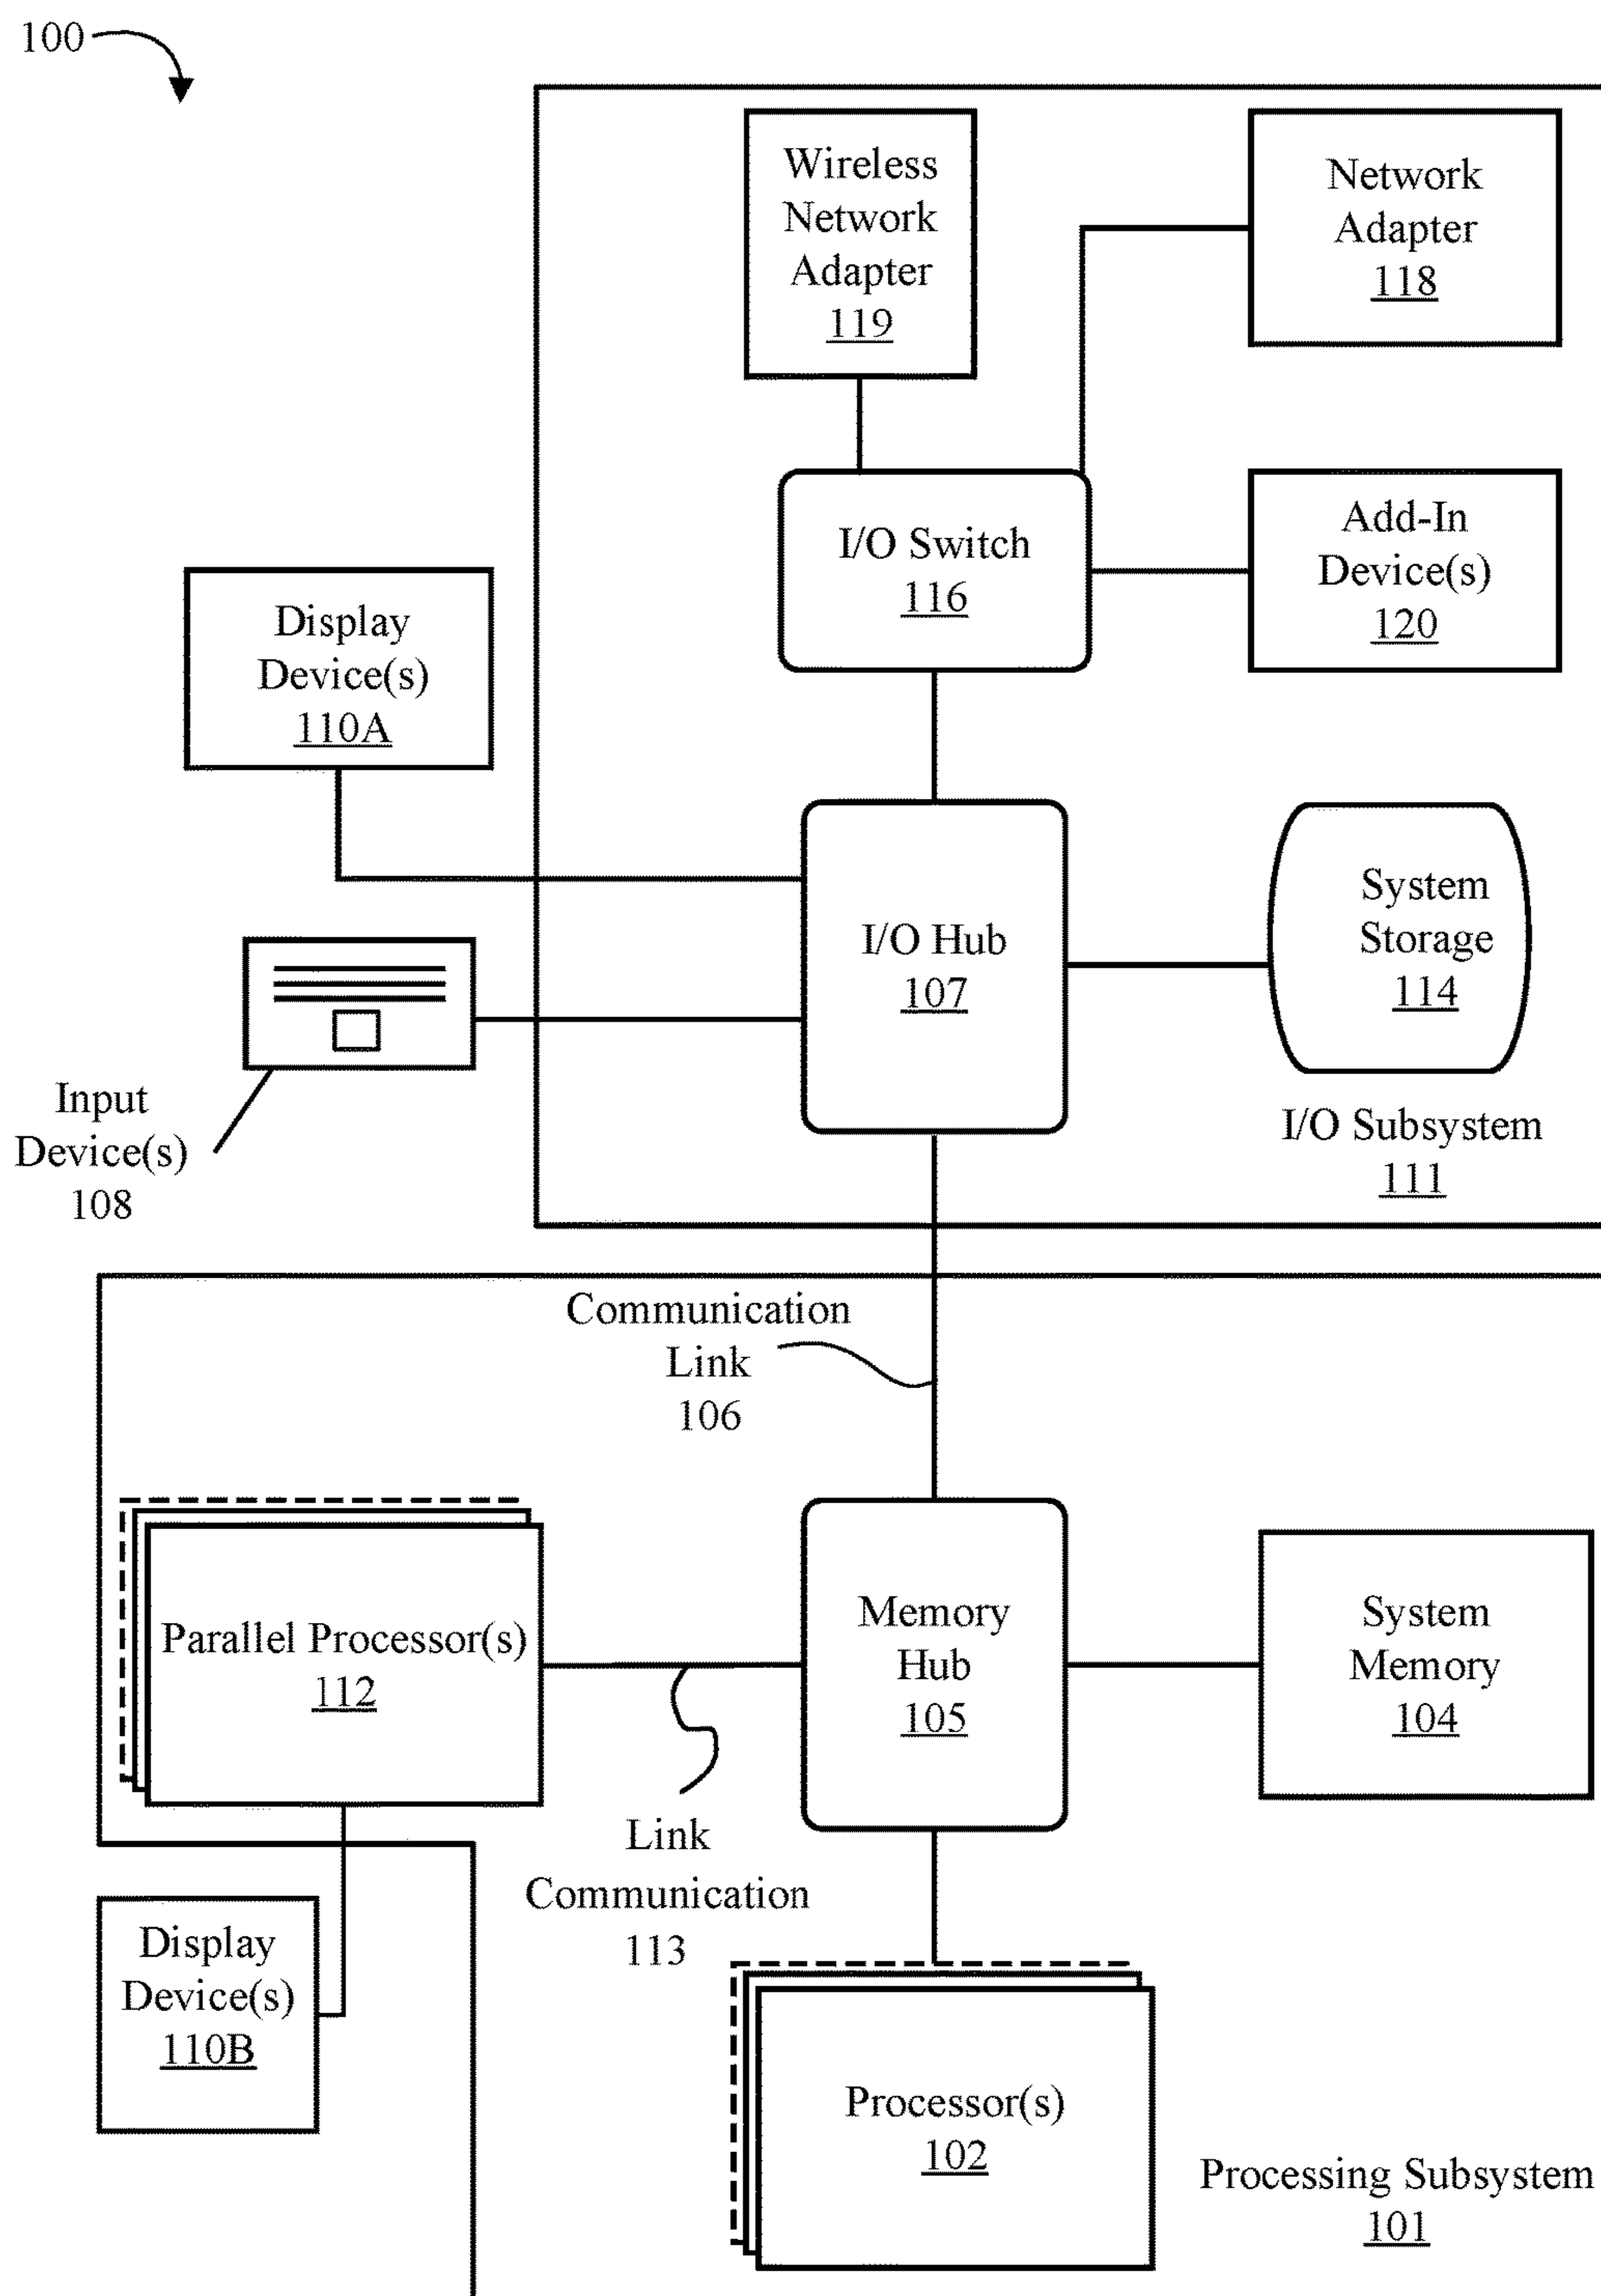 100
Wireless
Network
Adapter
119
Network
Adapter
118
I/O Switch
116
Add-In
Device(s)
120
Display
Device(s)
110A
I/O Hub
107
System
Storage
114
Input
Device(s)
108
I/O Subsystem
111
Communication
Link
106
Parallel Processor(s)
112
Memory
Hub
105
System
Memory
104
Link
Communication
113
Display
Device(s)
110B
Processor(s)
102
Processing Subsystem
101